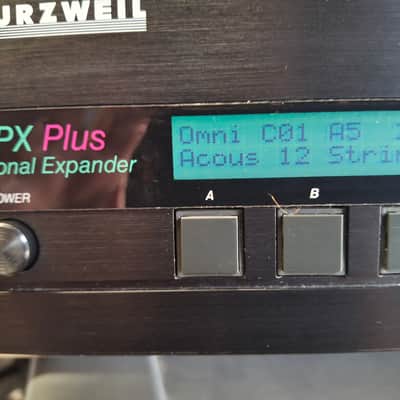 URZWEIL
PX Plus
onal Expander
Omni C01 A5
Acous 12 Strin
OWER
A
B